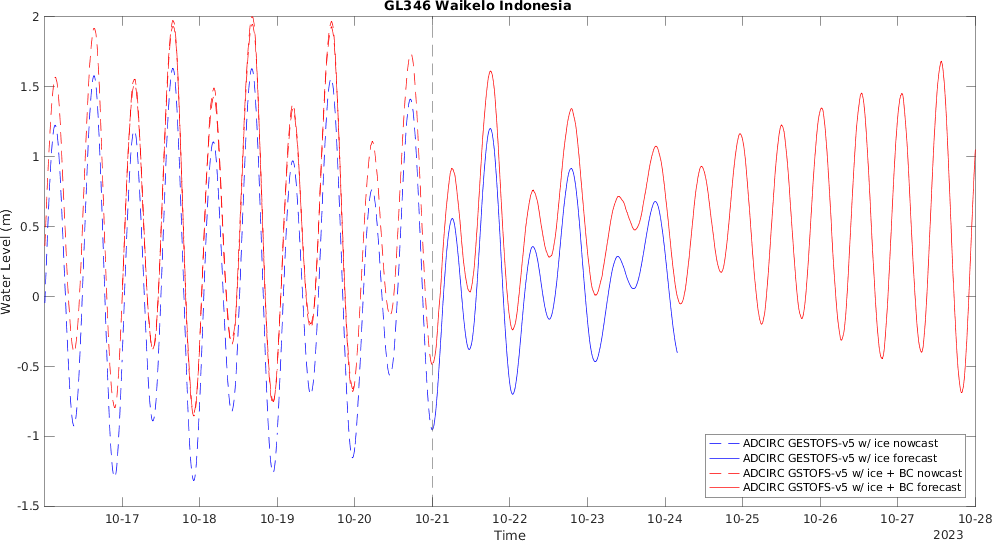 GL346 Waikelo Indonesia
2
1.5
1
0.5
0
-0.5
-1
-1.5
Water Level (m)
ADCIRC GESTOFS-v5 w/ ice nowcast
ADCIRC GESTOFS-v5 w/ ice forecast
ADCIRC GSTOFS-v5 w/ ice + BC nowcast
ADCIRC GSTOFS-v5 w/ ice + BC forecast
10-17 10-18 10-19 10-20 10-21 10-22 10-23 10-24 10-25 10-26 10-27 10-28
Time
2023